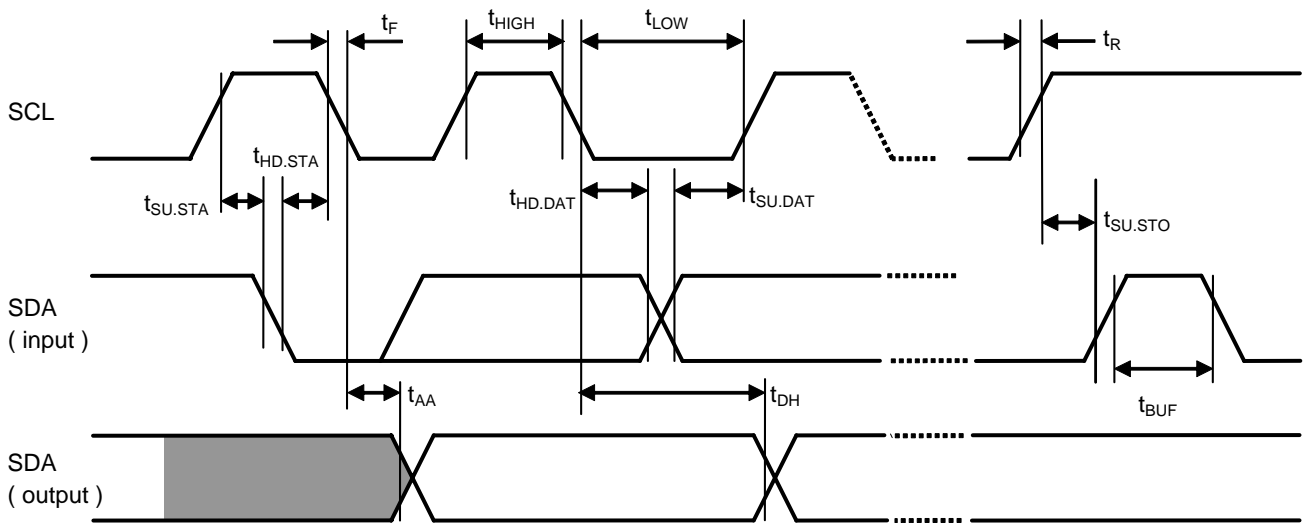 tF
tHIGH
tLOW
tR
SCL
tHD.STA
tSU.STA
tHD.DAT
tSU.DAT
tSU.STO
SDA
( input )
tAA
tDH
tBUF
SDA
( output )